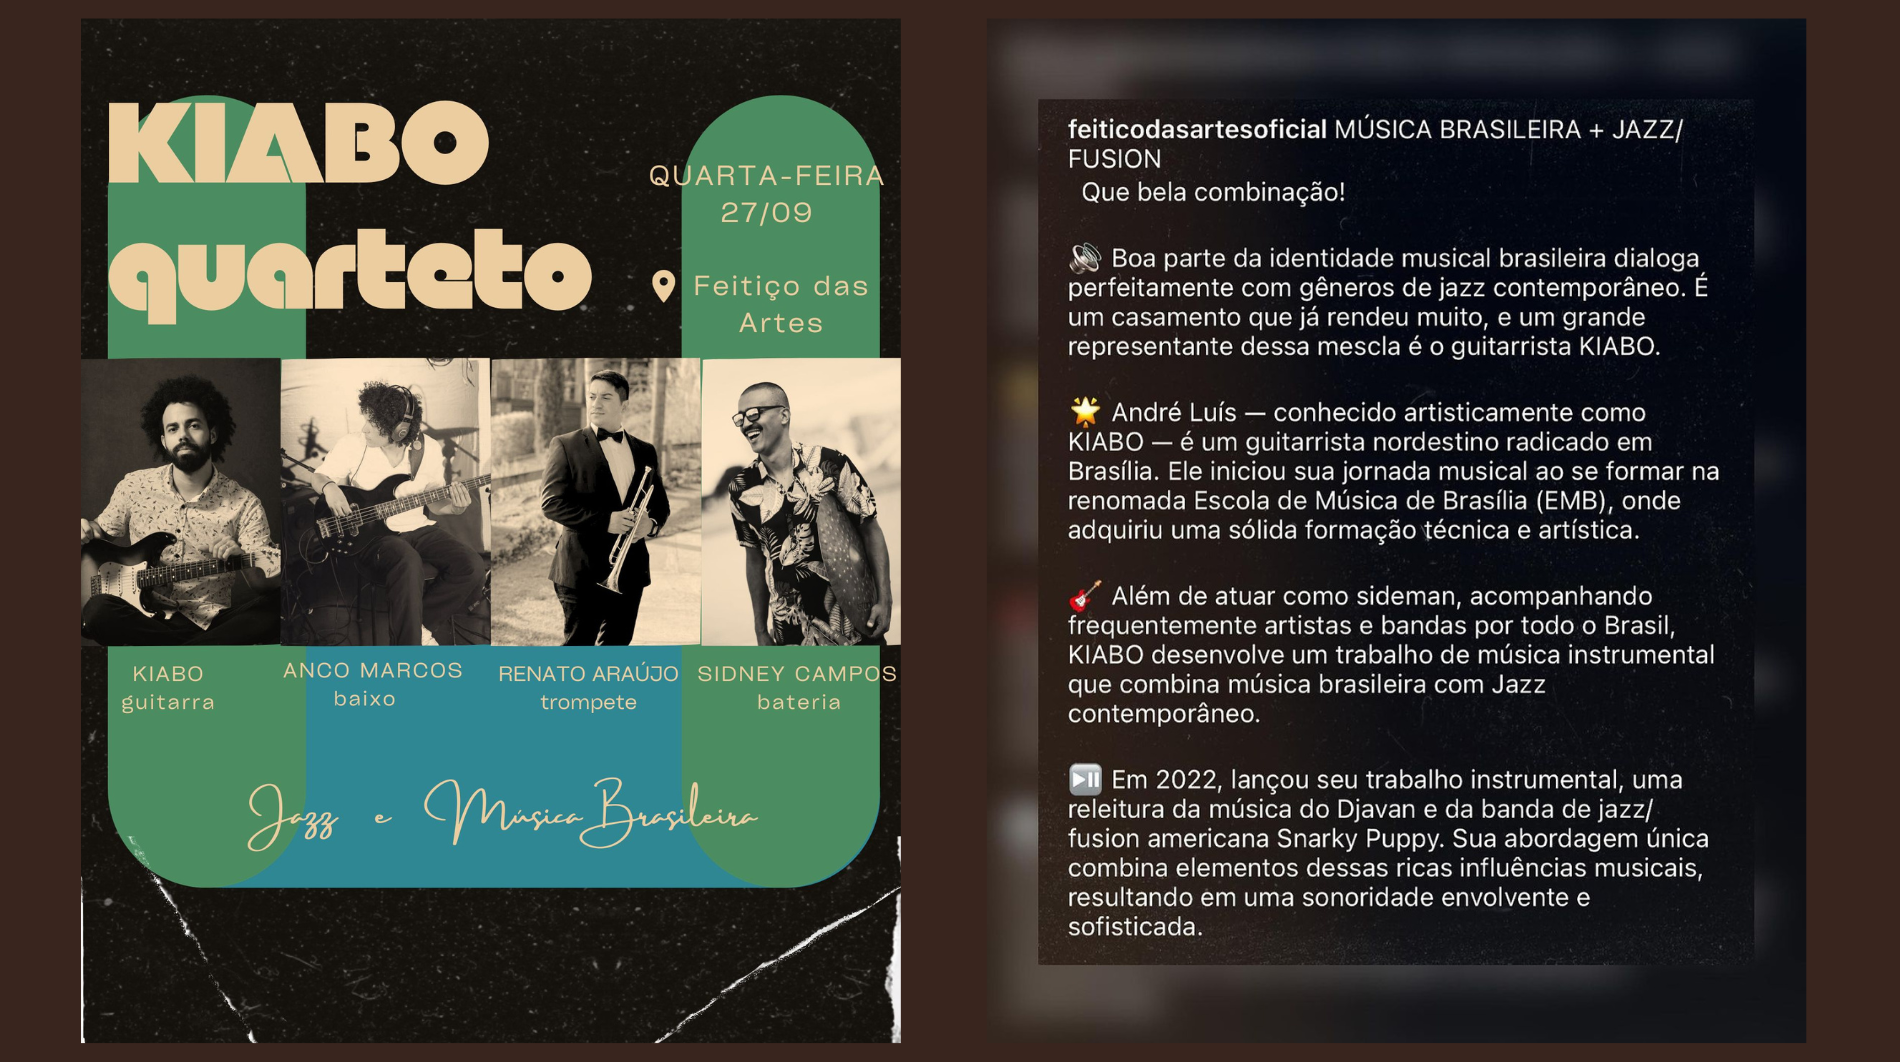 KIABO
quarteto
QUARTA-FEIRA
27/09
Feitiço das
Artes
KIABO
guitarra
ANCO MARCOS
baixo
RENATO ARAÚJO
trompete
SIDNEY CAMPOS
bateria
Jazz e Música Brasileira
feiticodasartesoficial MÚSICA BRASILEIRA + JAZZ/
FUSION
Que bela combinação!
🔊 Boa parte da identidade musical brasileira dialoga
perfeitamente com gêneros de jazz contemporâneo. É
um casamento que já rendeu muito, e um grande
representante dessa mescla é o guitarrista KIABO.
🌟 André Luís — conhecido artisticamente como
KIABO — é um guitarrista nordestino radicado em
Brasília. Ele iniciou sua jornada musical ao se formar na
renomada Escola de Música de Brasília (EMB), onde
adquiriu uma sólida formação técnica e artística.
🎸 Além de atuar como sideman, acompanhando
frequentemente artistas e bandas por todo o Brasil,
KIABO desenvolve um trabalho de música instrumental
que combina música brasileira com Jazz
contemporâneo.
⏯ Em 2022, lançou seu trabalho instrumental, uma
releitura da música do Djavan e da banda de jazz/
fusion americana Snarky Puppy. Sua abordagem única
combina elementos dessas ricas influências musicais,
resultando em uma sonoridade envolvente e
sofisticada.